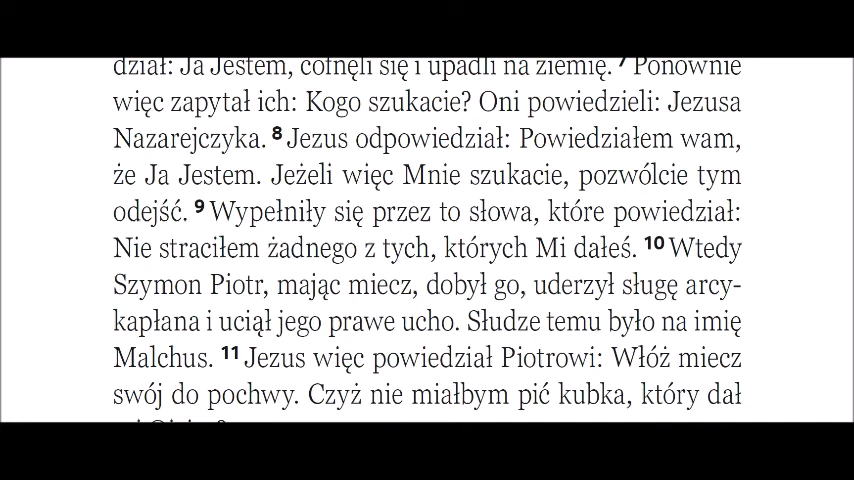 dział: Ja Jestem, cofnęli się i upadli na ziemię. 7 Ponownie
więc zapytał ich: Kogo szukacie? Oni powiedzieli: Jezusa
Nazarejczyka. 8 Jezus odpowiedział: Powiedziałem wam,
że Ja Jestem. Jeżeli więc Mnie szukacie, pozwólcie tym
odejść. 9 Wypełniły się przez to słowa, które powiedział:
Nie straciłem żadnego z tych, których Mi dałeś. 10 Wtedy
Szymon Piotr, mając miecz, dobył go, uderzył sługę arcy-
kapłana i uciął jego prawe ucho. Słudze temu było na imię
Malchus. 11 Jezus więc powiedział Piotrowi: Włóż miecz
swój do pochwy. Czyż nie miałbym pić kubka, który dał